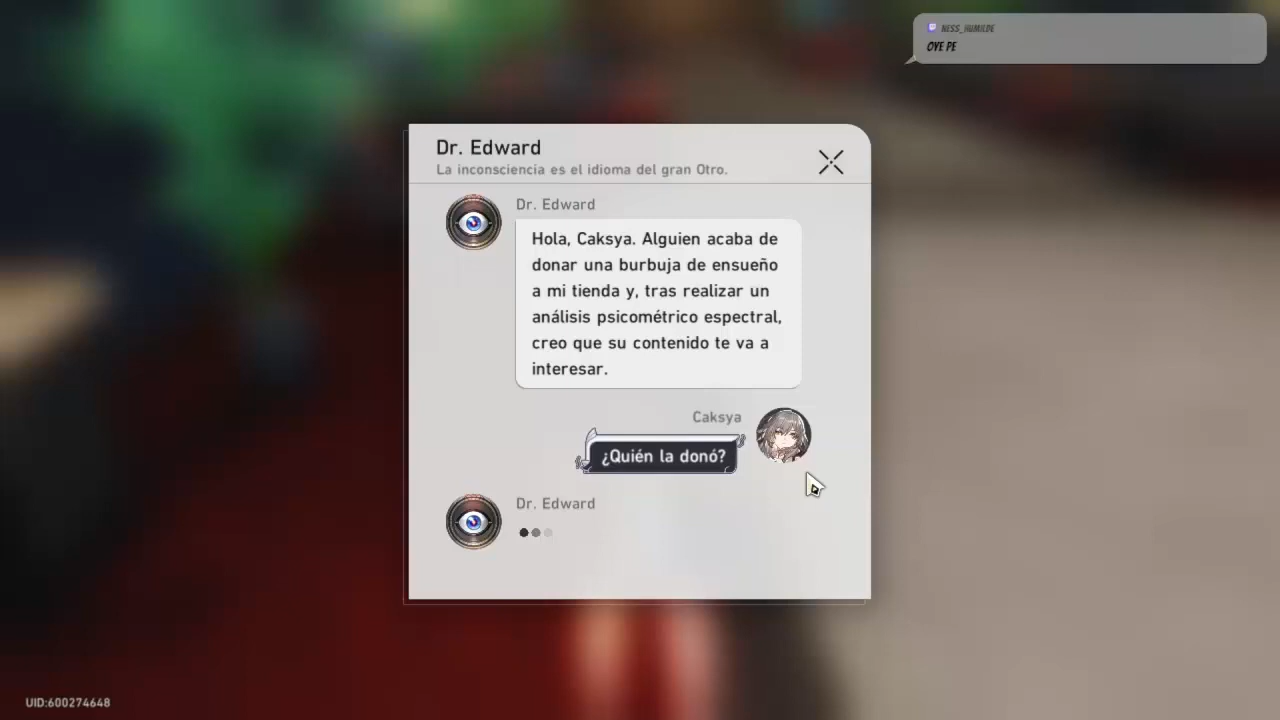 NESS_HUMILDE
OYE PE
Dr. Edward
La inconsciencia es el idioma del gran Otro.
Dr. Edward
Hola, Caksya. Alguien acaba de
donar una burbuja de ensueño
a mi tienda y, tras realizar un
análisis psicométrico espectral,
creo que su contenido te va a
interesar.
Caksya
¿Quién la donó?
Dr. Edward
UID:600274648